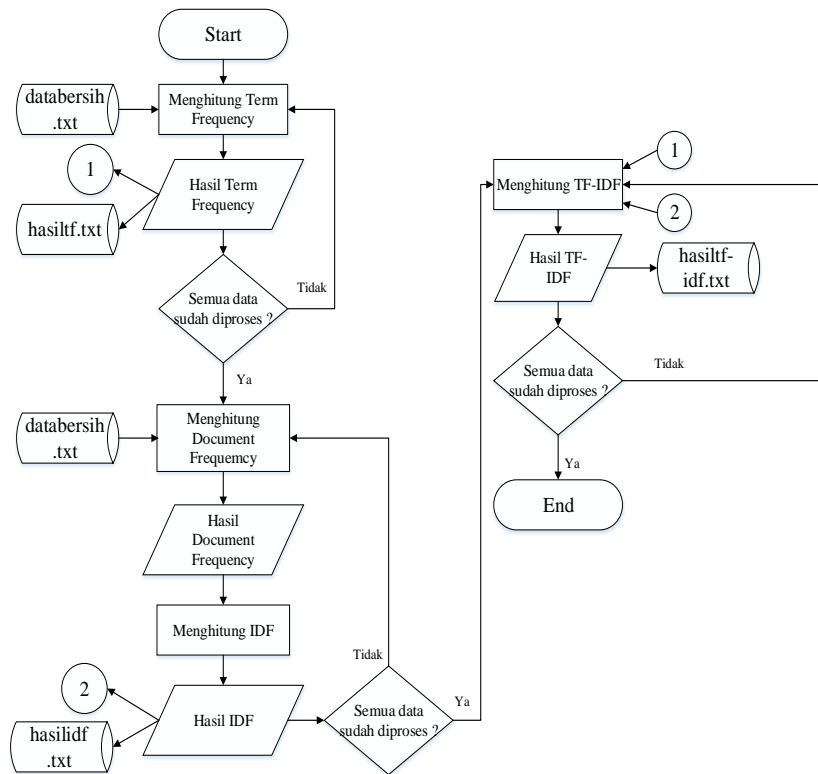 Start
databersih
.txt
Menghitung Term
Frequency
1
Hasil Term
Frequency
hasiltf.txt
Tidak
Semua data
sudah diproses ?
Ya
databersih
.txt
Menghitung
Document
Frequemcy
Hasil
Document
Frequency
Menghitung IDF
Tidak
2
Hasil IDF
hasilidf
.txt
Semua data
sudah diproses ?
Ya
1
Menghitung TF-IDF
2
Hasil TF-
IDF
hasiltf-
idf.txt
Semua data
sudah diproses ?
Tidak
Ya
End